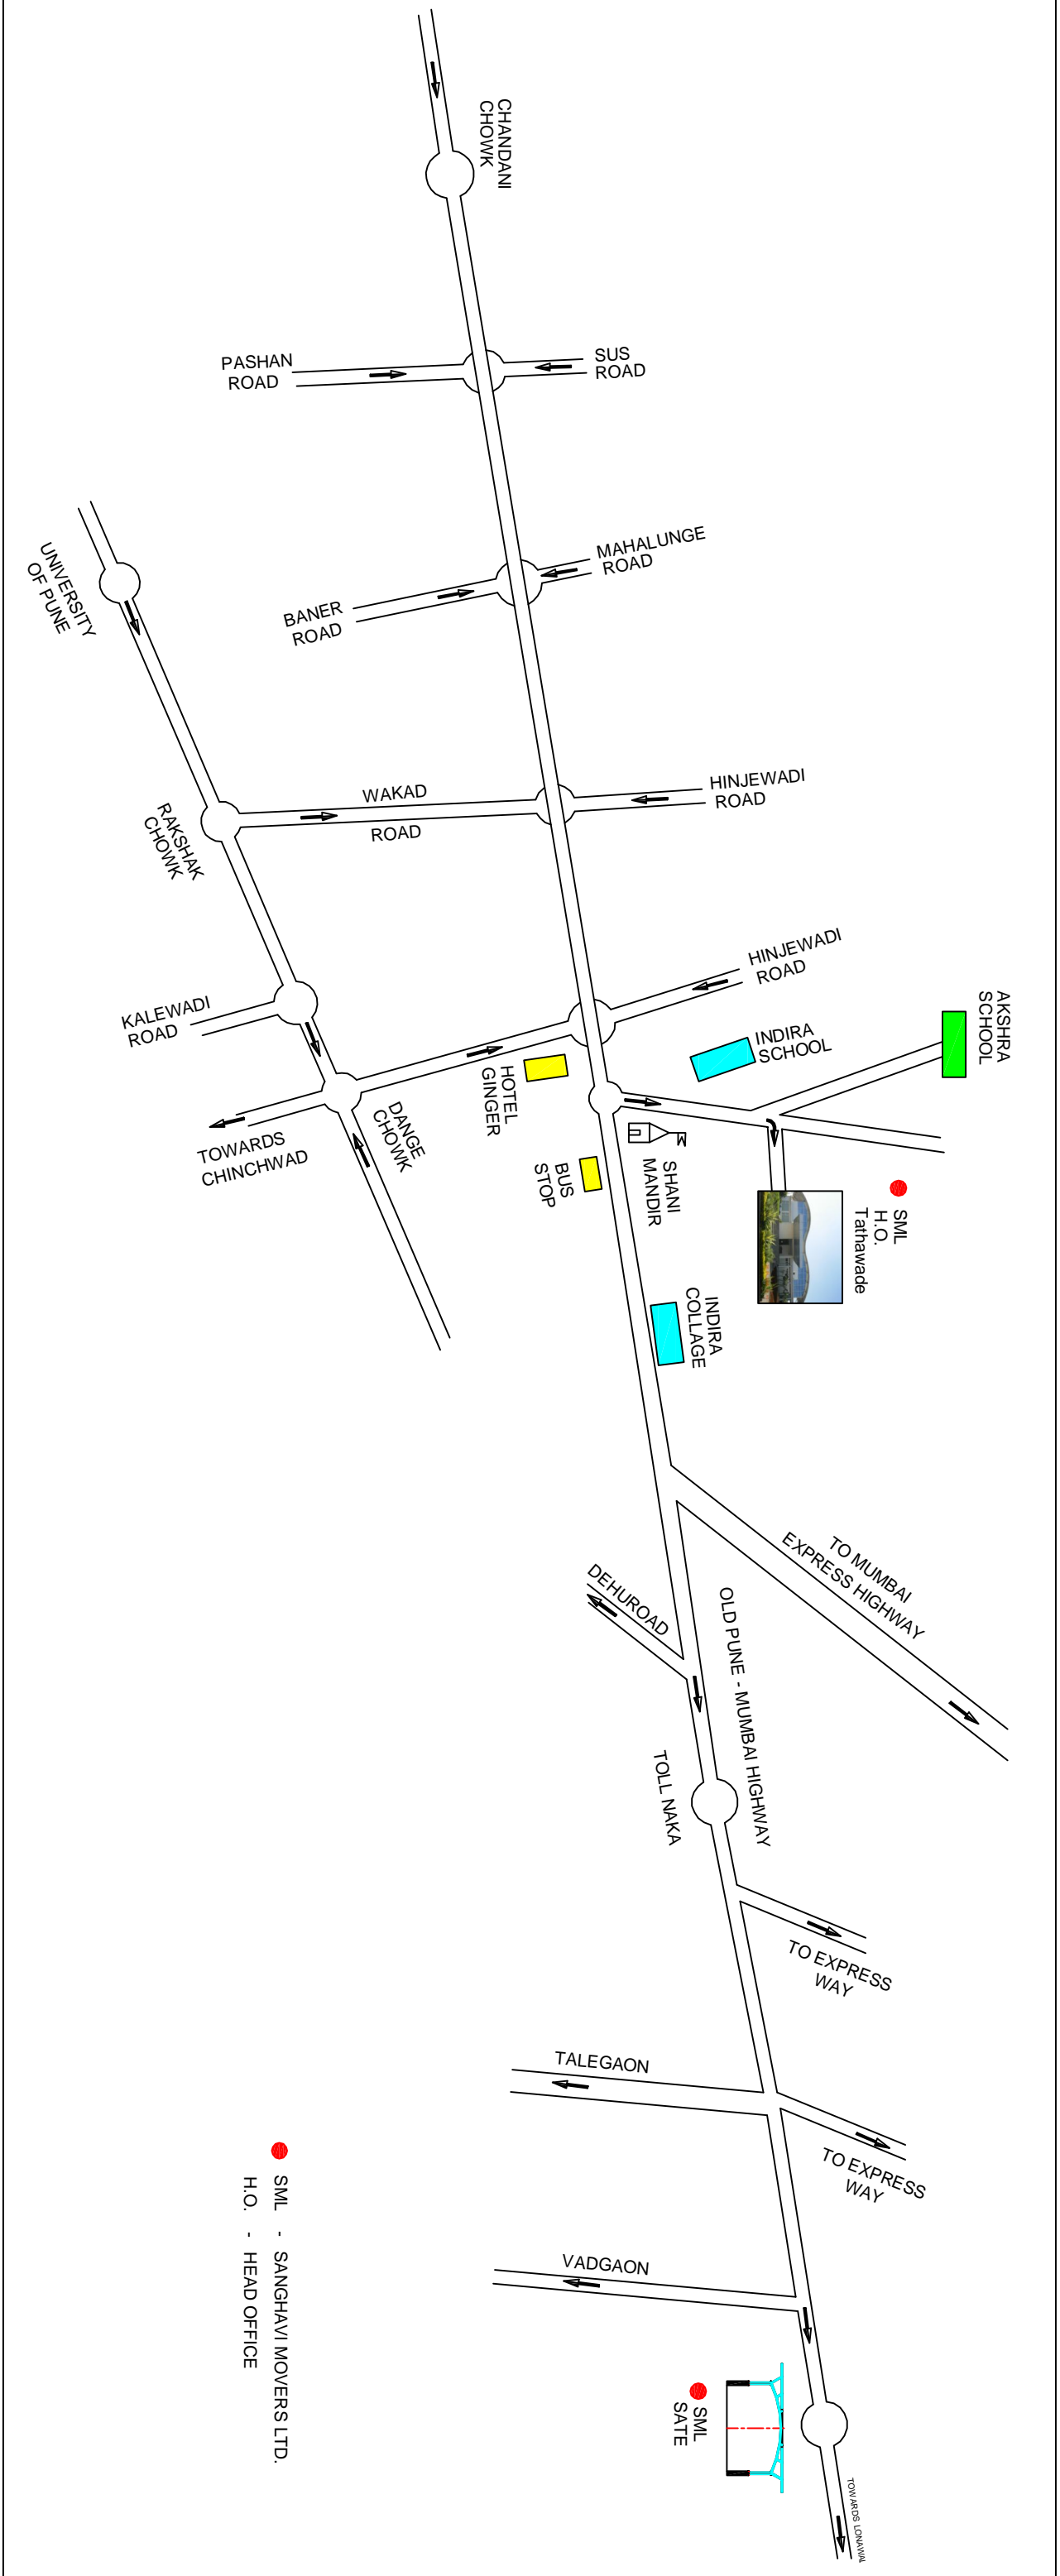 CHANDANI
CHOWK
PASHAN
ROAD
SUS
ROAD
MAHALUNGE
ROAD
BANER
ROAD
UNIVERSITY
OF PUNE
WAKAD
ROAD
HINJEWADI
ROAD
RAKSHAK
CHOWK
HINJEWADI
ROAD
KALEWADI
ROAD
AKSHRA
SCHOOL
INDIRA
SCHOOL
HOTEL
GINGER
DANGE
CHOWK
TOWARDS
CHINCHWAD
BUS
STOP
SHANI
MANDIR
SML
H.O.
Tathawade
INDIRA
COLLAGE
TO MUMBAI
EXPRESS HIGHWAY
DEHUROAD
OLD PUNE - MUMBAI HIGHWAY
TOLL NAKA
TO EXPRESS
WAY
TALEGAON
TO EXPRESS
WAY
VADGAON
SML
SATE
TOWARDS LONAWAL
SML - SANGHAVI MOVERS LTD.
H.O. - HEAD OFFICE